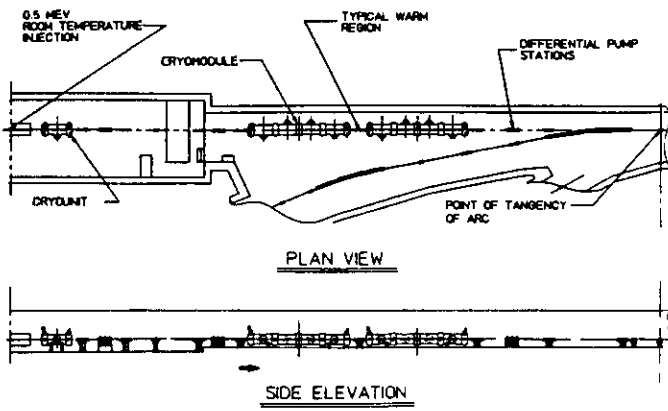 0.5 MEV
ROOM TEMPERATURE
INJECTION
TYPICAL WARM
REGION
CRYOMODULE
DIFFERENTIAL PUMP
STATIONS
CRYOUNIT
POINT OF TANGENCY
OF ARC
PLAN VIEW
SIDE ELEVATION